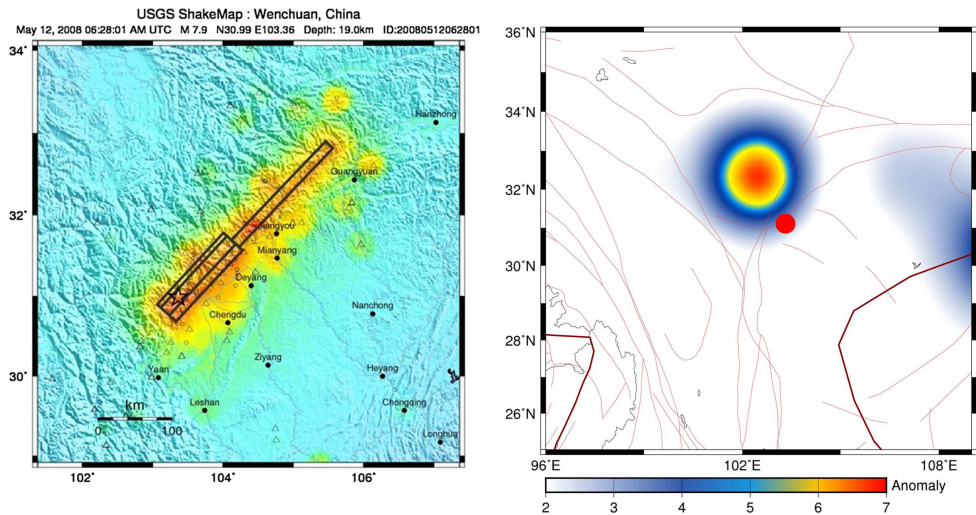 USGS ShakeMap : Wenchuan, China
May 12, 2008 06:28:01 AM UTC M 7.9 N30.99 E103.36 Depth: 19.0km ID:20080512062801
34˚
Hanzhong
Guangyuan
32˚
Jiangyou
Mianyang
Deyang
Nanchong
Chengdu
Ziyang
30˚
Yaan
Heyang
Leshan
Chongqing
km
0 100
Longhua
102˚ 104˚ 106˚
36˚N
34˚N
32˚N
30˚N
28˚N
26˚N
96˚E 102˚E 108˚E
Anomaly
2 3 4 5 6 7